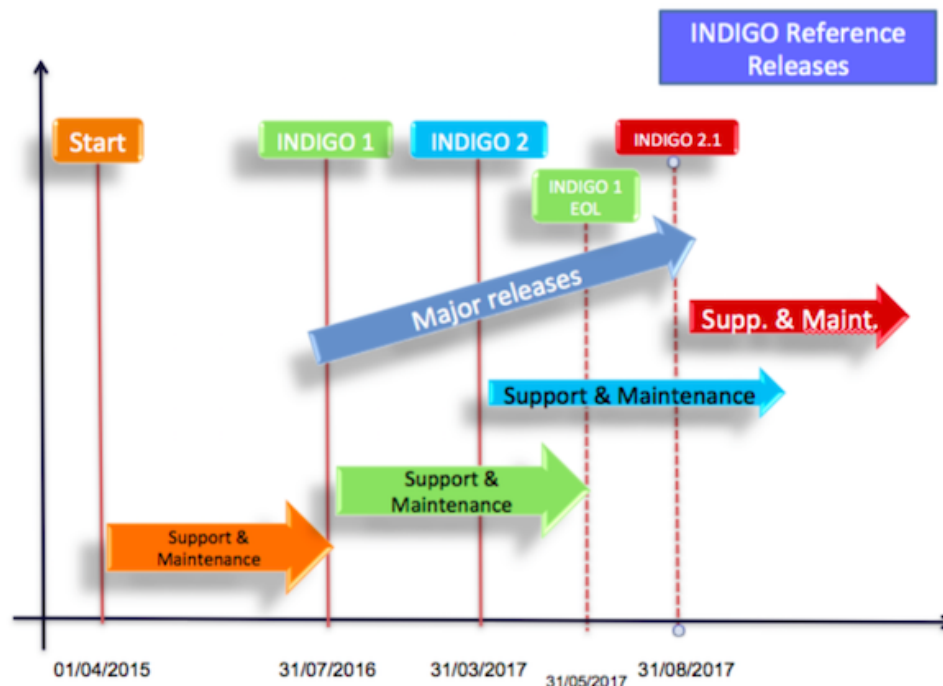 INDIGO Reference
Releases
Start
INDIGO 1
INDIGO 2
INDIGO 2.1
INDIGO 1
EOL
Major releases
Supp. & Maint.
Support & Maintenance
Support &
Maintenance
Support &
Maintenance
01/04/2015
31/07/2016
31/03/2017
31/05/2017
31/08/2017